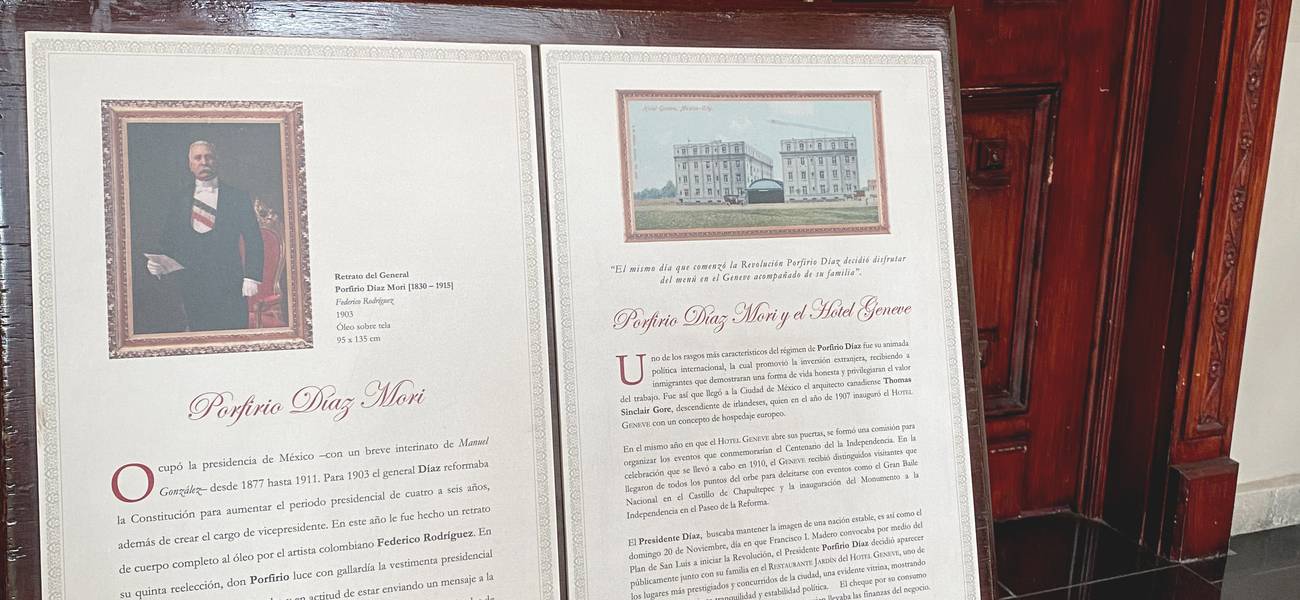 Retrato del General
Porfirio Díaz Mori [1830 – 1915]
Federico Rodríguez
1903
Óleo sobre tela
95 x 135 cm
Porfirio Díaz Mori
Ocupó la presidencia de México –con un breve interinato de Manuel
González– desde 1877 hasta 1911. Para 1903 el general Díaz reformaba
la Constitución para aumentar el periodo presidencial de cuatro a seis años,
además de crear el cargo de vicepresidente. En este año le fue hecho un retrato
de cuerpo completo al óleo por el artista colombiano Federico Rodríguez. En
su quinta reelección, don Porfirio luce con gallardía la vestimenta presidencial
en actitud de estar enviando un mensaje a la
Hotel Geneve, Mexico City.
“El mismo día que comenzó la Revolución Porfirio Díaz decidió disfrutar
del menú en el Geneve acompañado de su familia”.
Porfirio Díaz Mori y el Hotel Geneve
Uno de los rasgos más característicos del régimen de Porfirio Díaz fue su animada
política internacional, la cual promovió la inversión extranjera, recibiendo a
inmigrantes que demostraran una forma de vida honesta y privilegiaran el valor
del trabajo. Fue así que llegó a la Ciudad de México el arquitecto canadiense Thomas
Sinclair Gore, descendiente de irlandeses, quien en el año de 1907 inauguró el Hotel
Geneve con un concepto de hospedaje europeo.
En el mismo año en que el Hotel Geneve abre sus puertas, se formó una comisión para
organizar los eventos que conmemorarían el Centenario del la Independencia. En la
celebración que se llevó a cabo en 1910, el Geneve recibió distinguidos visitantes que
llegaron de todos los puntos del orbe para deleitarse con eventos como el Gran Baile
Nacional en el Castillo de Chapultepec y la inauguración del Monumento a la
Independencia en el Paseo de la Reforma.
El Presidente Díaz, buscaba mantener la imagen de una nación estable, es así como el
domingo 20 de Noviembre, día en que Francisco I. Madero convocaba por medio del
Plan de San Luis a iniciar la Revolución, el Presidente Porfirio Díaz decidió aparecer
públicamente junto con su familia en el Restaurante Jardín del Hotel Geneve, uno de
los lugares más prestigiados y concurridos de la ciudad, una evidente vitrina, mostrando
tranquilidad y estabilidad política. El cheque por su consumo
llevaba las finanzas del negocio.